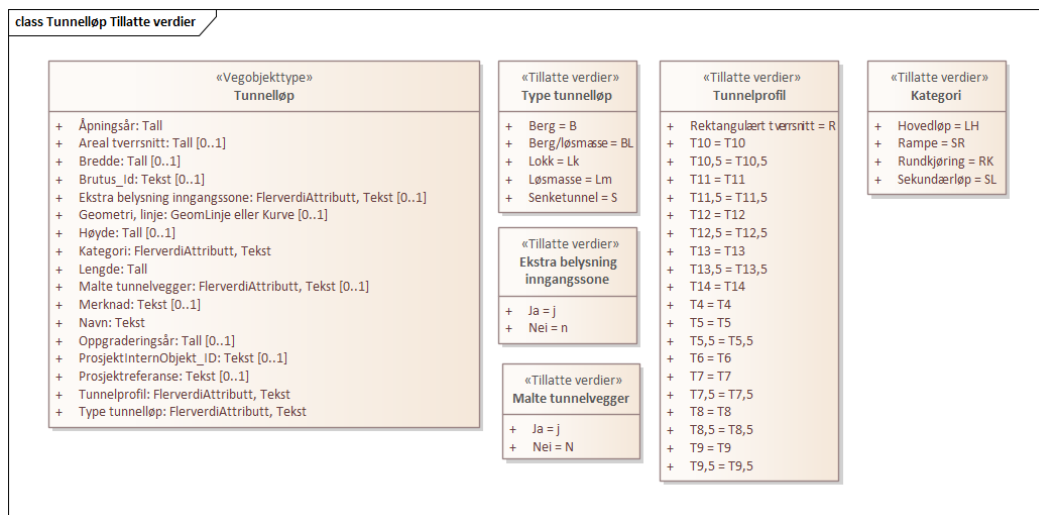 class Tunnelløp Tillatte verdier
«Vegobjekttype»
Tunnelløp
+ Åpningsår: Tall
+ Areal tverrsnitt: Tall [0..1]
+ Bredde: Tall [0..1]
+ Brutus_Id: Tekst [0..1]
+ Ekstra belysning inngangssone: FlerverdiAttributt, Tekst [0..1]
+ Geometri, linje: GeomLinje eller Kurve [0..1]
+ Høyde: Tall [0..1]
+ Kategori: FlerverdiAttributt, Tekst
+ Lengde: Tall
+ Malte tunnelvegger: FlerverdiAttributt, Tekst [0..1]
+ Merknad: Tekst [0..1]
+ Navn: Tekst
+ Oppgraderingsår: Tall [0..1]
+ ProsjektInternObjekt_ID: Tekst [0..1]
+ Prosjektreferanse: Tekst [0..1]
+ Tunnelprofil: FlerverdiAttributt, Tekst
+ Type tunnelløp: FlerverdiAttributt, Tekst
«Tillatte verdier»
Type tunnelløp
+ Berg = B
+ Berg/løsmasse = BL
+ Lokk = Lk
+ Løsmasse = Lm
+ Senketunnel = S
«Tillatte verdier»
Ekstra belysning
inngangssone
+ Ja = j
+ Nei = n
«Tillatte verdier»
Malte tunnelvegger
+ Ja = j
+ Nei = N
«Tillatte verdier»
Tunnelprofil
+ Rektangulært tverrsnitt = R
+ T10 = T10
+ T10,5 = T10,5
+ T11 = T11
+ T11,5 = T11,5
+ T12 = T12
+ T12,5 = T12,5
+ T13 = T13
+ T13,5 = T13,5
+ T14 = T14
+ T4 = T4
+ T5 = T5
+ T5,5 = T5,5
+ T6 = T6
+ T7 = T7
+ T7,5 = T7,5
+ T8 = T8
+ T8,5 = T8,5
+ T9 = T9
+ T9,5 = T9,5
«Tillatte verdier»
Kategori
+ Hovedløp = LH
+ Rampe = SR
+ Rundkjøring = RK
+ Sekundærløp = SL